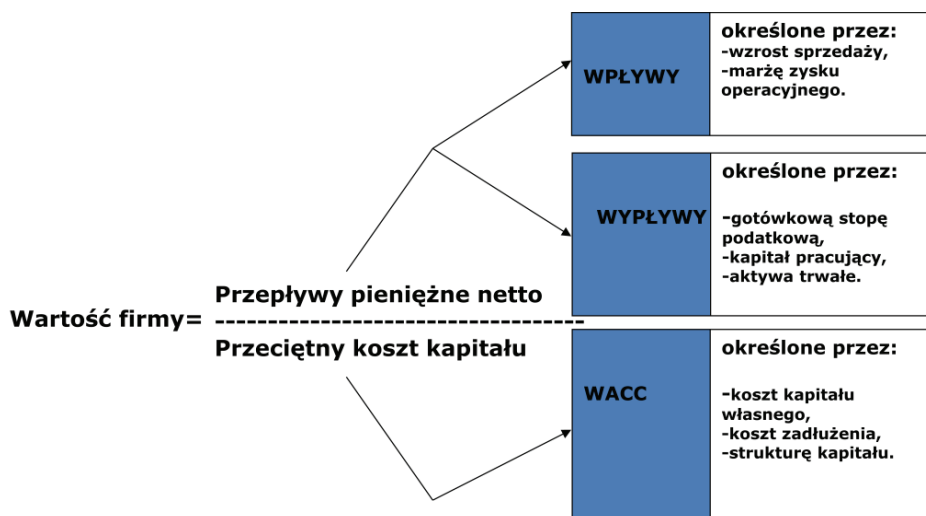 Wartość firmy=
Przepływy pieniężne netto
-----------------------------------
Przeciętny koszt kapitału
WPŁYWY
określone przez:
-wzrost sprzedaży,
-marżę zysku
operacyjnego.
WYPŁYWY
określone przez:
-gotówkową stopę
podatkową,
-kapitał pracujący,
-aktywa trwałe.
WACC
określone przez:
-koszt kapitału
własnego,
-koszt zadłużenia,
-strukturę kapitału.